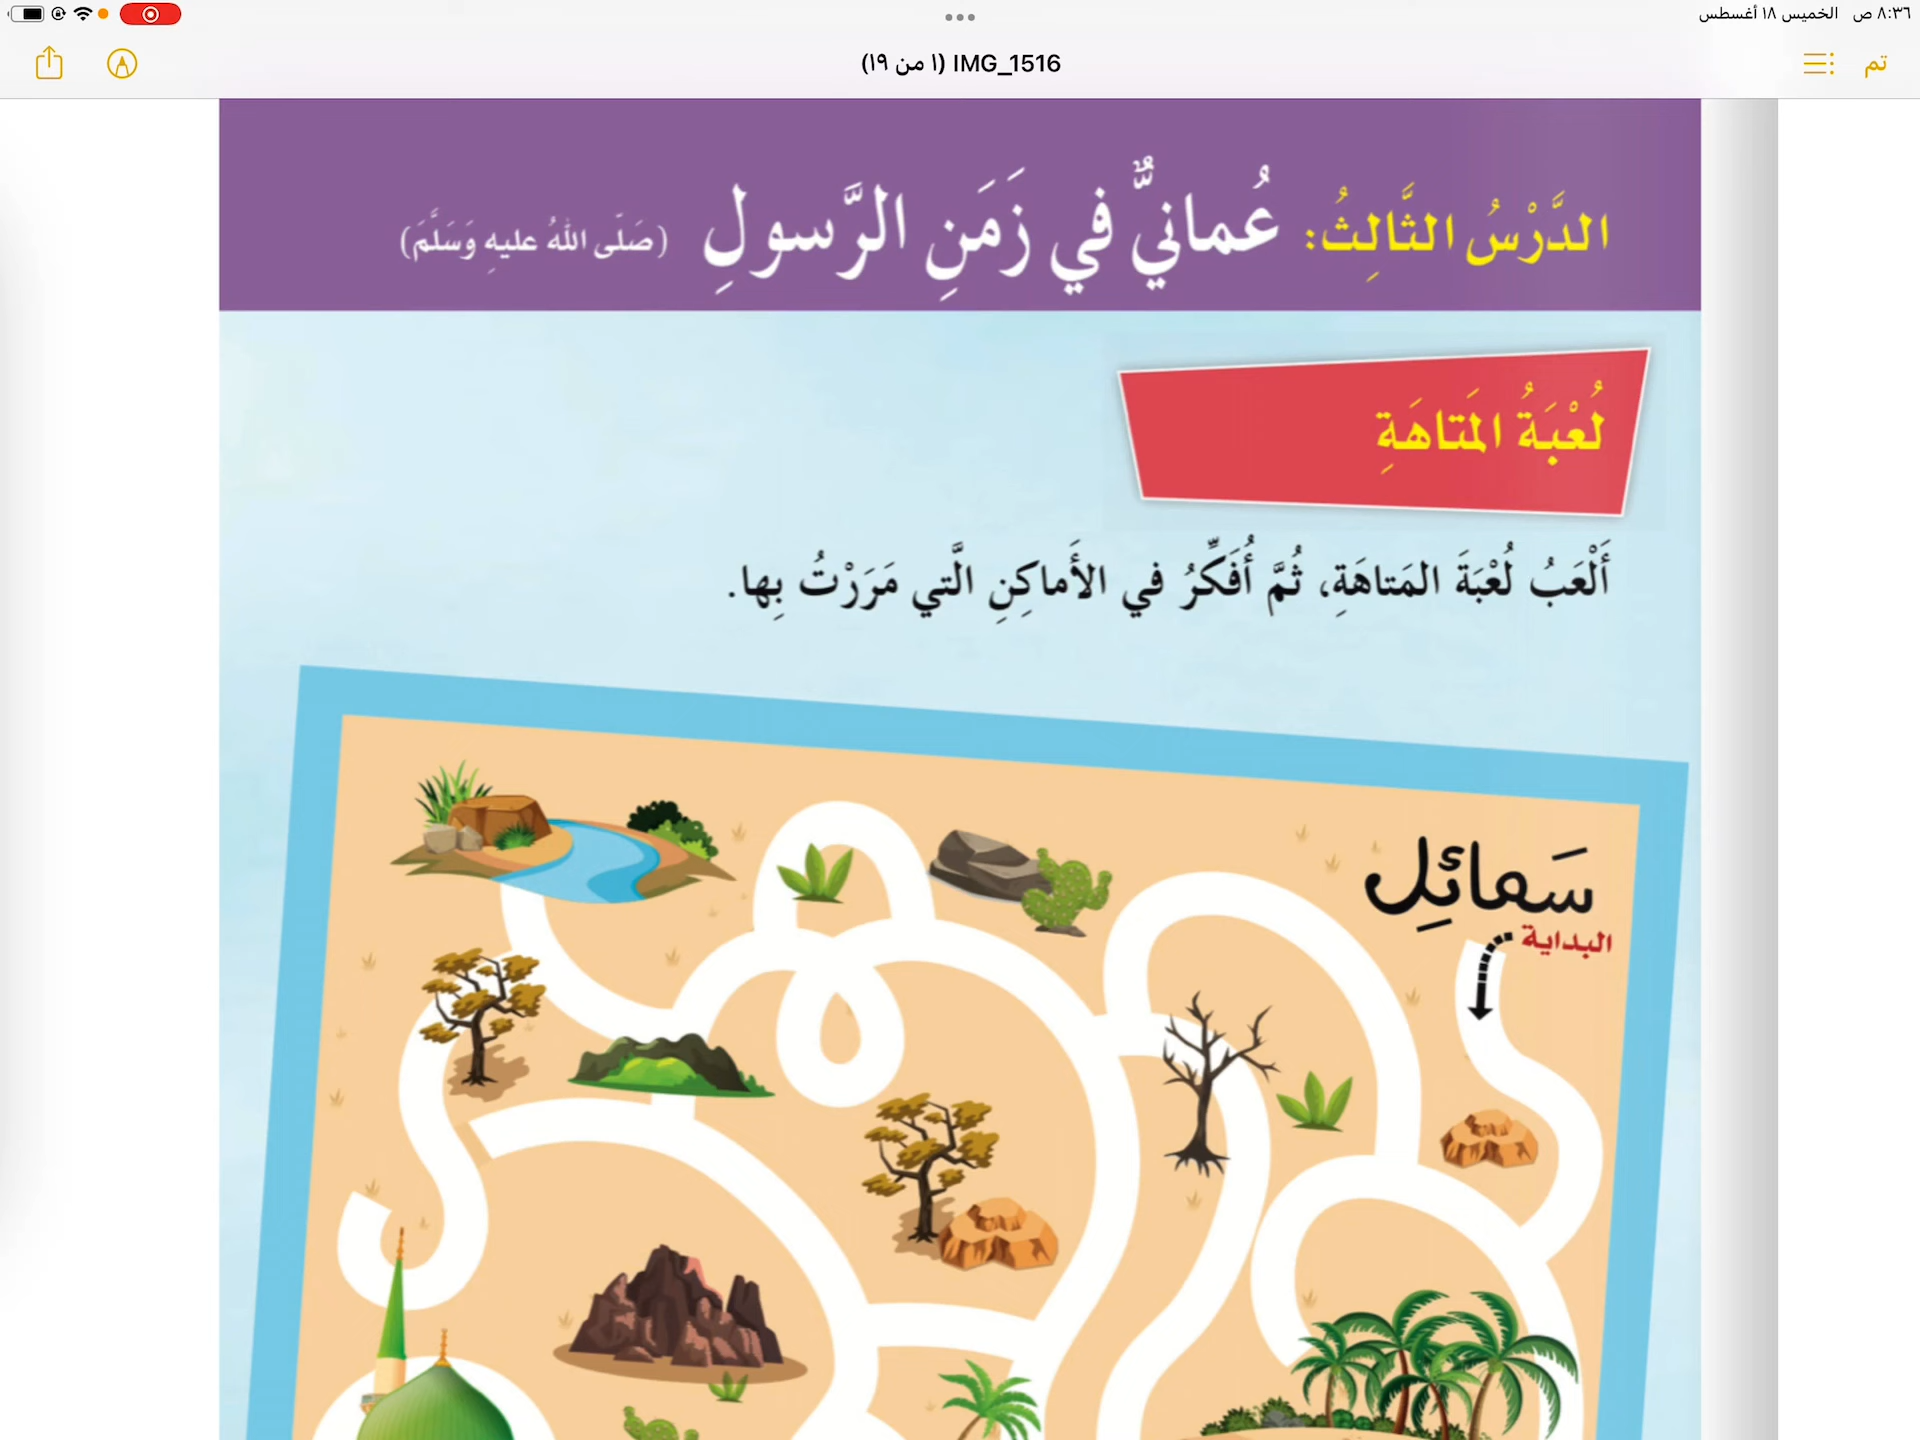 ٨:٣٦ ص الخميس ١٨ أغسطس
تم
IMG_1516 (١ من ١٩)
الدَّرْسُ الثَّالِثُ: عُمانيٌّ في زَمَنِ الرَّسولِ (صَلّى اللهُ عليهِ وَسَلَّمَ)
لُعْبَةُ المَتاهَةِ
أَلْعَبُ لُعْبَةَ المَتاهَةِ، ثُمَّ أُفَكِّرُ في الأَماكِنِ الَّتي مَرَرْتُ بِها.
سَمائِل
البداية